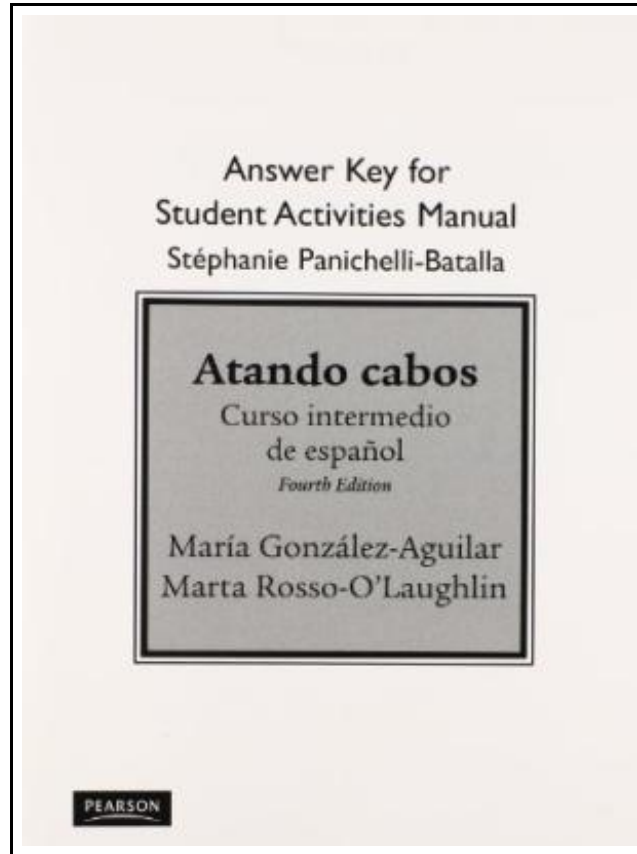 Answer Key for
Student Activities Manual
Stéphanie Panichelli-Batalla
Atando cabos
Curso intermedio
de español
Fourth Edition
María González-Aguilar
Marta Rosso-O'Laughlin
PEARSON